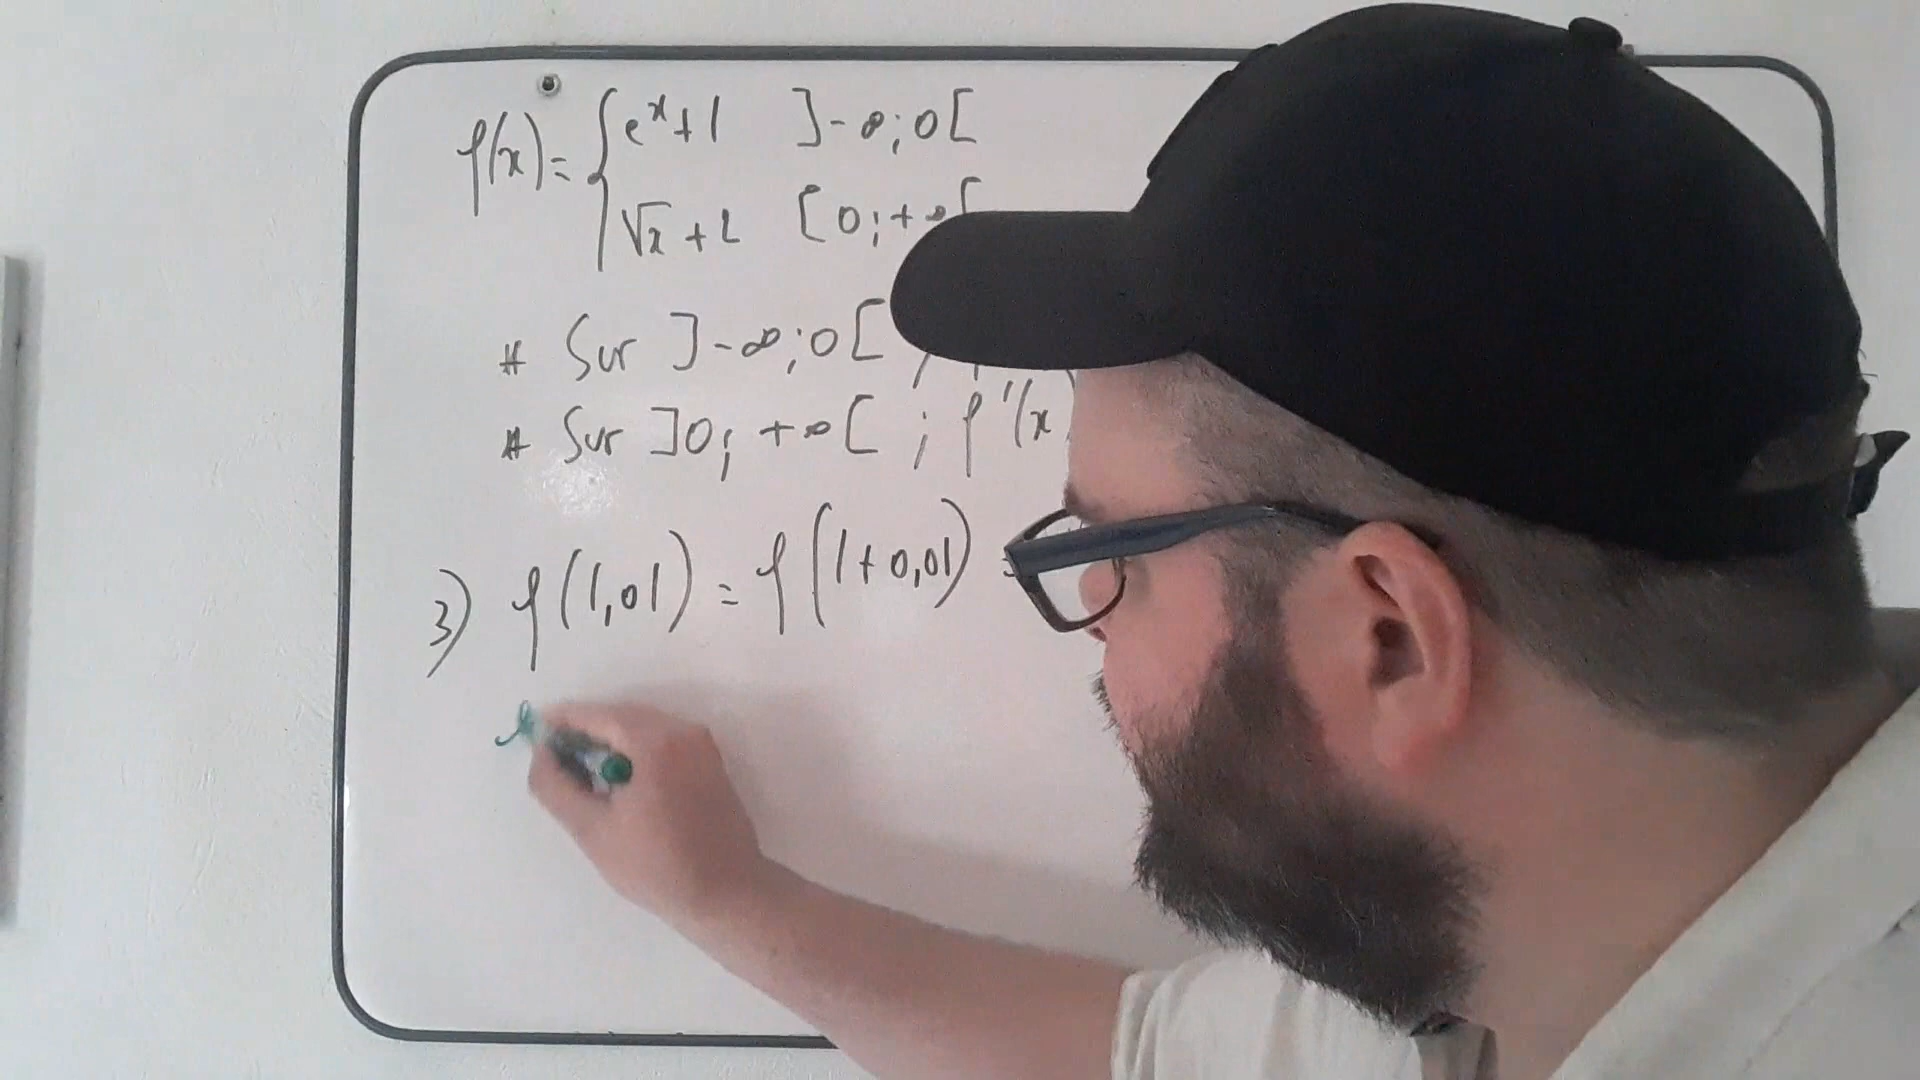 f(x) = { e^x + 1 ]-∞; 0[
√x + 2 [0; +∞[
* Sur ]-∞; 0[ ;
* Sur ]0; +∞[ ; f'(x)
3) f(1,01) = f(1+0,01) =